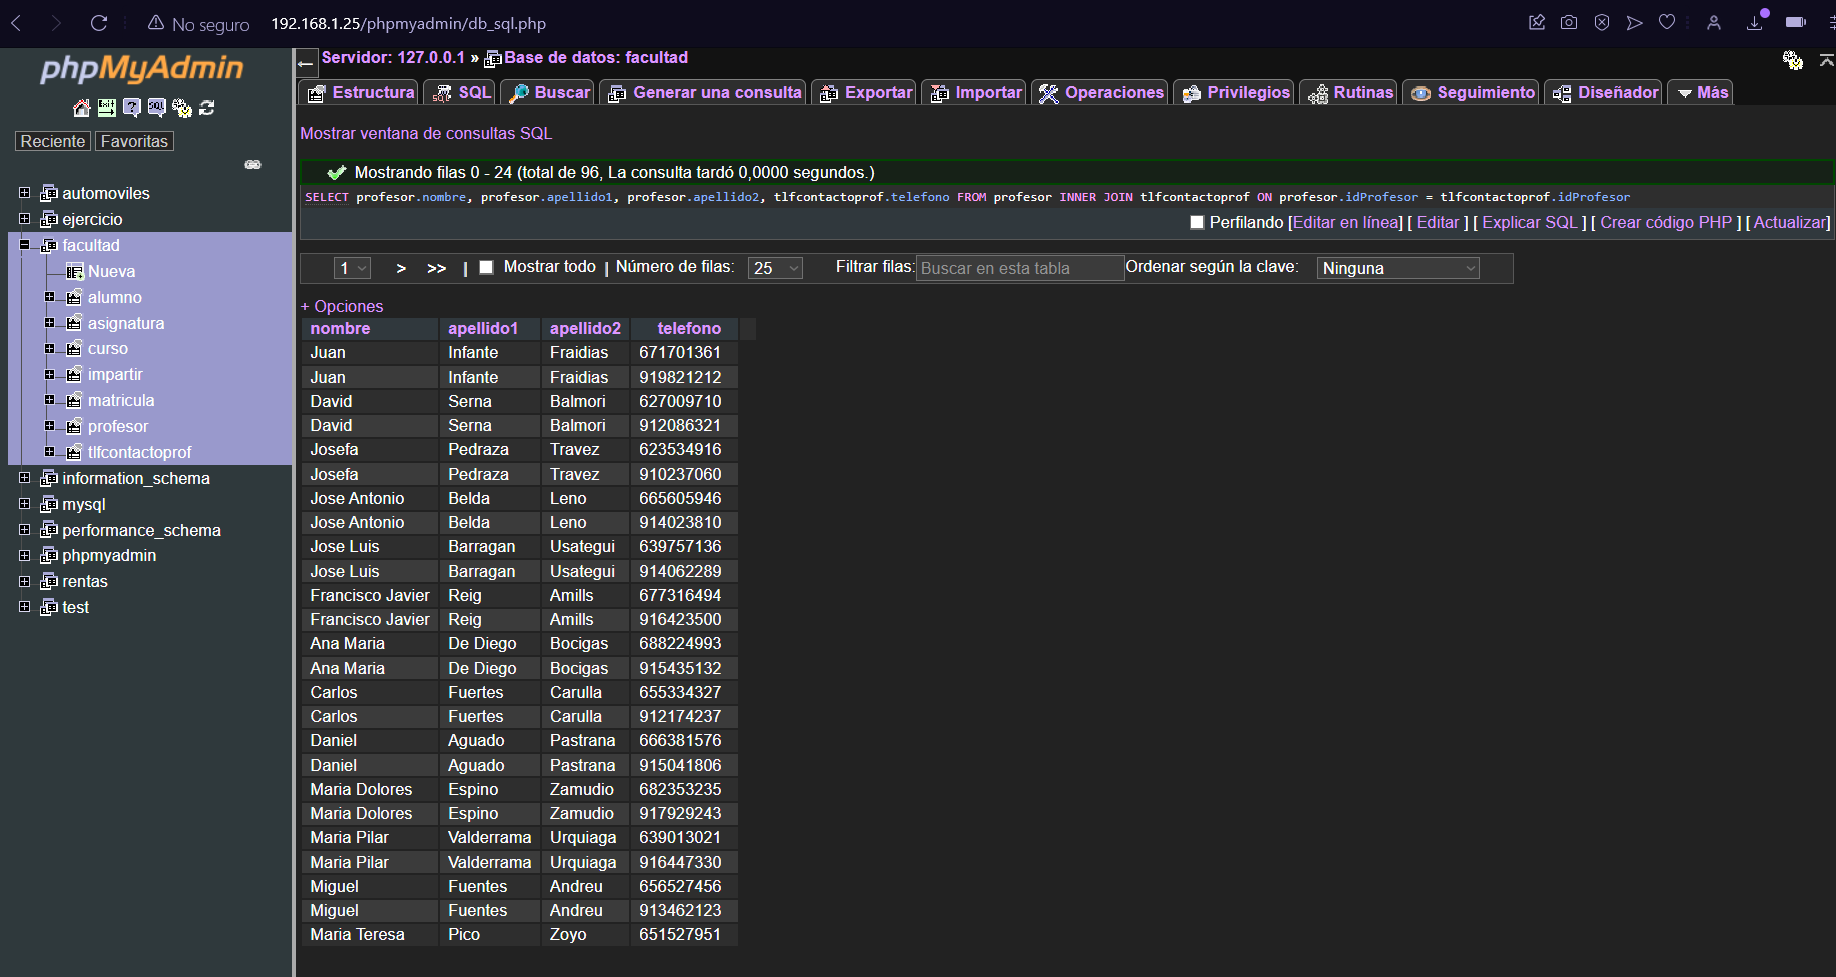 No seguro 192.168.1.25/phpmyadmin/db_sql.php
phpMyAdmin
Reciente Favoritas
automoviles
ejercicio
facultad
Nueva
alumno
asignatura
curso
impartir
matricula
profesor
tlfcontactoprof
information_schema
mysql
performance_schema
phpmyadmin
rentas
test
Servidor: 127.0.0.1 » Base de datos: facultad
Estructura SQL Buscar Generar una consulta Exportar Importar Operaciones Privilegios Rutinas Seguimiento Diseñador Más
Mostrar ventana de consultas SQL
Mostrando filas 0 - 24 (total de 96, La consulta tardó 0,0000 segundos.)
SELECT profesor.nombre, profesor.apellido1, profesor.apellido2, tlfcontactoprof.telefono FROM profesor INNER JOIN tlfcontactoprof ON profesor.idProfesor = tlfcontactoprof.idProfesor
Perfilando [Editar en línea] [ Editar ] [ Explicar SQL ] [ Crear código PHP ] [ Actualizar]
1 > >> | Mostrar todo | Número de filas: 25 Filtrar filas: Buscar en esta tabla Ordenar según la clave: Ninguna
+ Opciones
nombre apellido1 apellido2 telefono
Juan Infante Fraidias 671701361
Juan Infante Fraidias 919821212
David Serna Balmori 627009710
David Serna Balmori 912086321
Josefa Pedraza Travez 623534916
Josefa Pedraza Travez 910237060
Jose Antonio Belda Leno 665605946
Jose Antonio Belda Leno 914023810
Jose Luis Barragan Usategui 639757136
Jose Luis Barragan Usategui 914062289
Francisco Javier Reig Amills 677316494
Francisco Javier Reig Amills 916423500
Ana Maria De Diego Bocigas 688224993
Ana Maria De Diego Bocigas 915435132
Carlos Fuertes Carulla 655334327
Carlos Fuertes Carulla 912174237
Daniel Aguado Pastrana 666381576
Daniel Aguado Pastrana 915041806
Maria Dolores Espino Zamudio 682353235
Maria Dolores Espino Zamudio 917929243
Maria Pilar Valderrama Urquiaga 639013021
Maria Pilar Valderrama Urquiaga 916447330
Miguel Fuentes Andreu 656527456
Miguel Fuentes Andreu 913462123
Maria Teresa Pico Zoyo 651527951